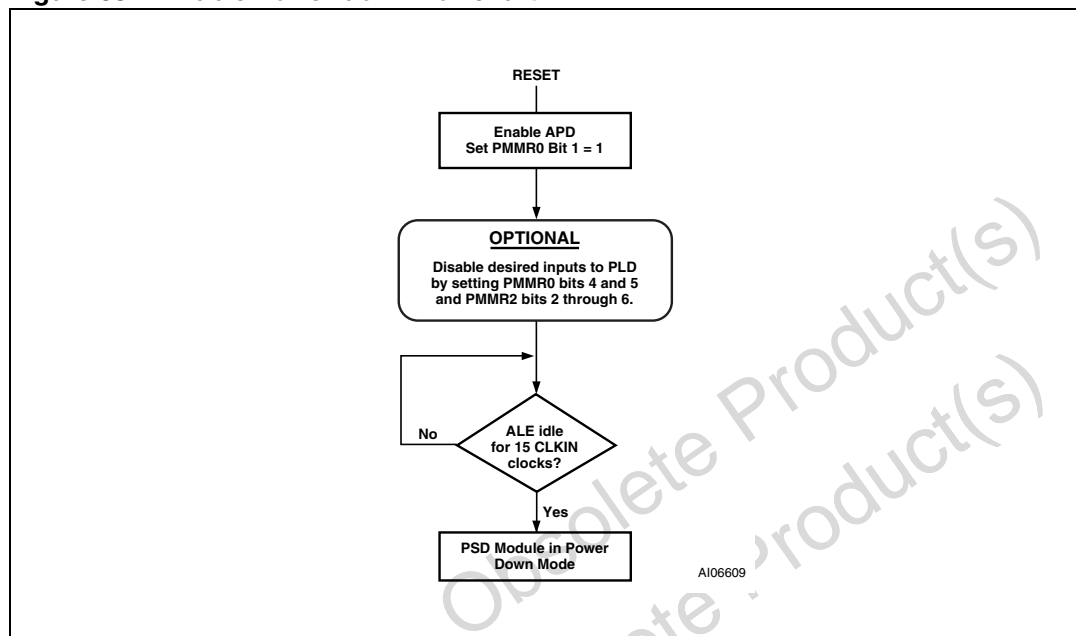 RESET
Enable APD
Set PMMR0 Bit 1 = 1
OPTIONAL
Disable desired inputs to PLD
by setting PMMR0 bits 4 and 5
and PMMR2 bits 2 through 6.
No
ALE idle
for 15 CLKIN
clocks?
Yes
PSD Module in Power
Down Mode
AI06609
Obsolete Product(s)
Product(s)